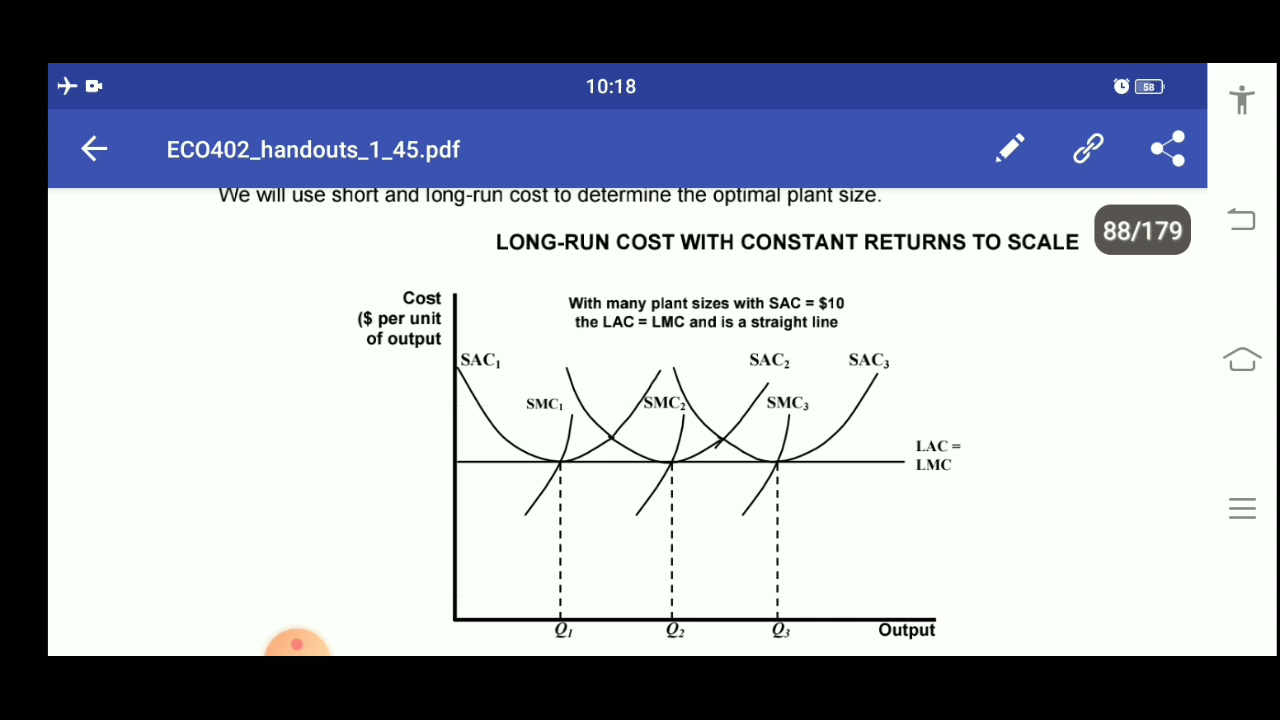 10:18
58
ECO402_handouts_1_45.pdf
We will use short and long-run cost to determine the optimal plant size.
88/179
LONG-RUN COST WITH CONSTANT RETURNS TO SCALE
Cost
($ per unit
of output
With many plant sizes with SAC = $10
the LAC = LMC and is a straight line
SAC₁
SAC₂
SAC₃
SMC₁
SMC₂
SMC₃
LAC =
LMC
Q₁
Q₂
Q₃
Output